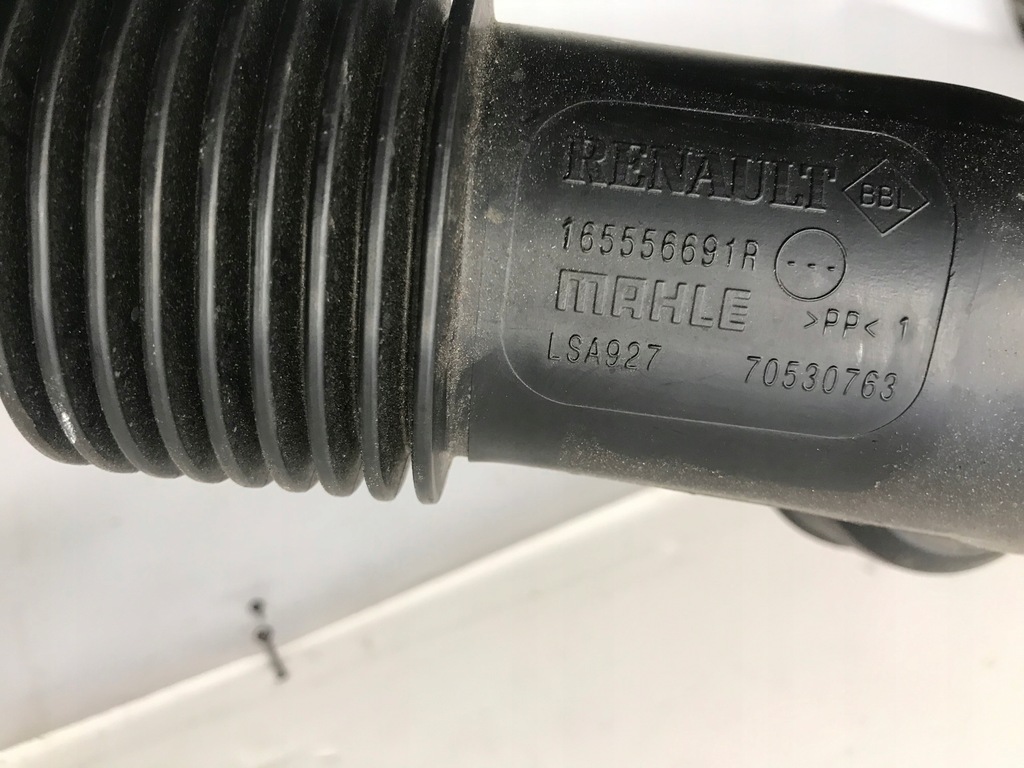 RENAULT BBL
165556691R ---
MAHLE >PP< 1
LSA927 70530763